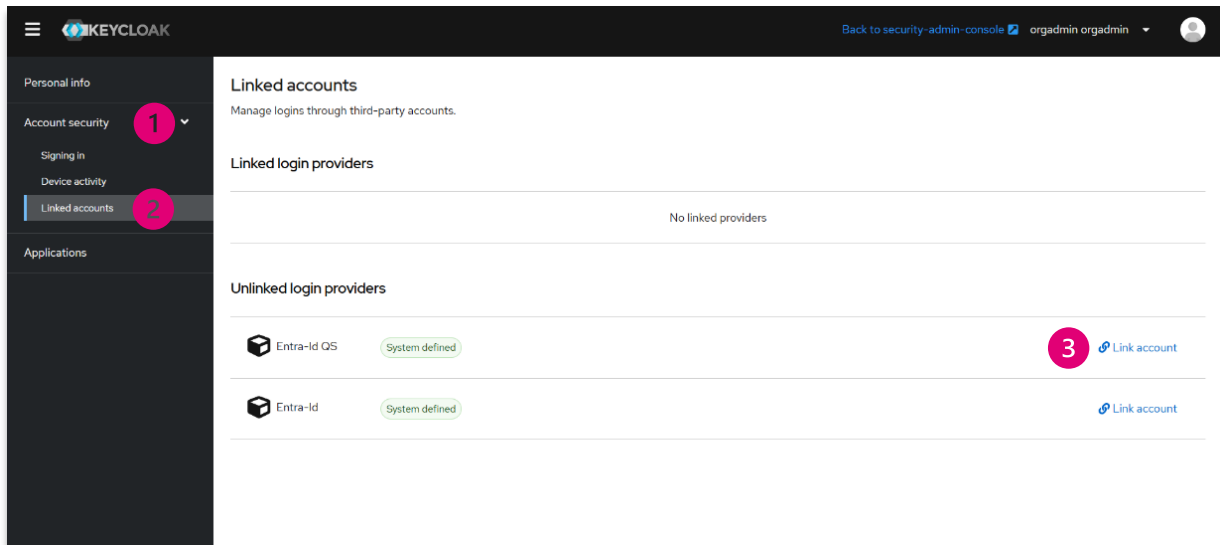 KEYCLOAK
Back to security-admin-console orgadmin orgadmin
Personal info
Account security 1
Signing in
Device activity
Linked accounts 2
Applications
Linked accounts
Manage logins through third-party accounts.
Linked login providers
No linked providers
Unlinked login providers
Entra-Id QS System defined 3 Link account
Entra-Id System defined Link account